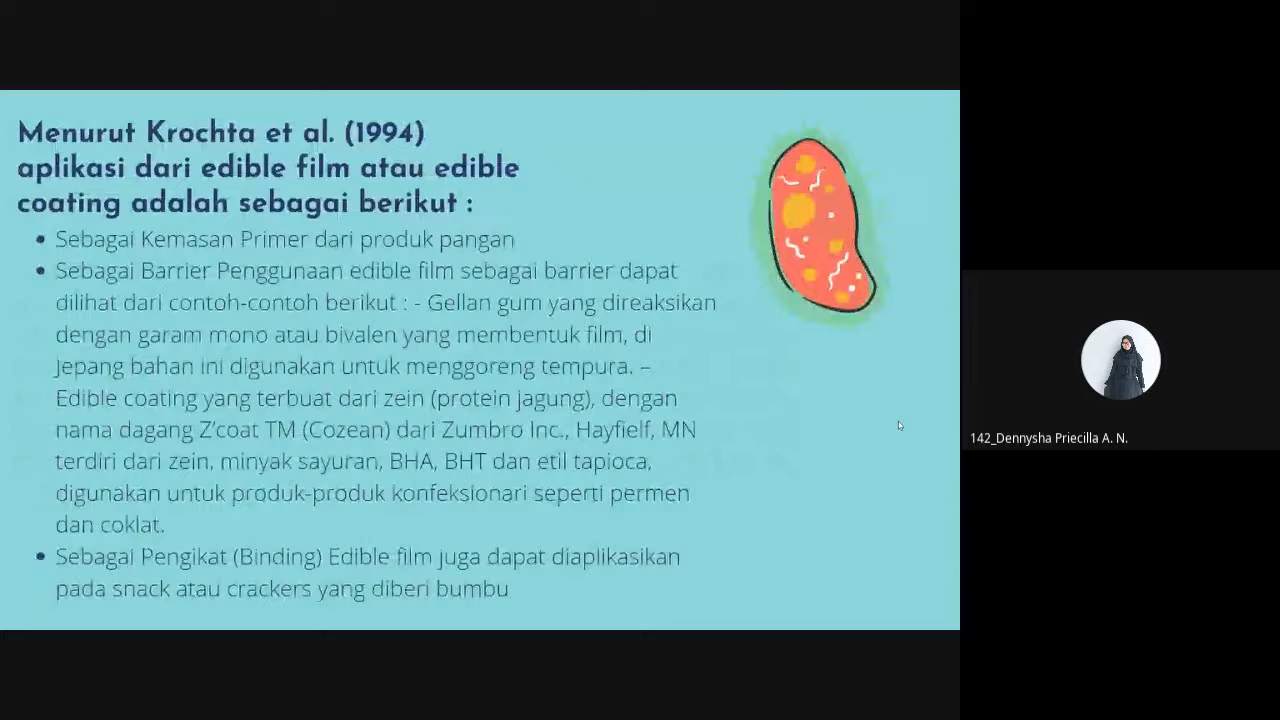 Menurut Krochta et al. (1994)
aplikasi dari edible film atau edible
coating adalah sebagai berikut :
• Sebagai Kemasan Primer dari produk pangan
• Sebagai Barrier Penggunaan edible film sebagai barrier dapat
dilihat dari contoh-contoh berikut : - Gellan gum yang direaksikan
dengan garam mono atau bivalen yang membentuk film, di
Jepang bahan ini digunakan untuk menggoreng tempura. –
Edible coating yang terbuat dari zein (protein jagung), dengan
nama dagang Z'coat TM (Cozean) dari Zumbro Inc., Hayfielf, MN
terdiri dari zein, minyak sayuran, BHA, BHT dan etil tapioca,
digunakan untuk produk-produk konfeksionari seperti permen
dan coklat.
• Sebagai Pengikat (Binding) Edible film juga dapat diaplikasikan
pada snack atau crackers yang diberi bumbu
142_Dennysha Priecilla A. N.